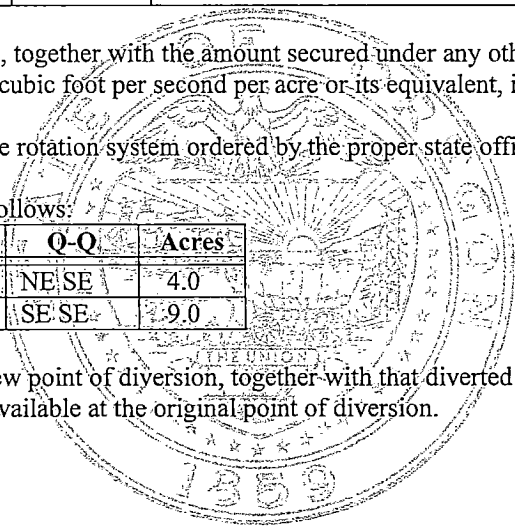 , together with the amount secured under any oth
cubic foot per second per acre or its equivalent, i
e rotation system ordered by the proper state offi
ollows:
Q-Q Acres
NE SE 4.0
SE SE 9.0
THE UNION
ew point of diversion, together with that diverted
vailable at the original point of diversion.
1859